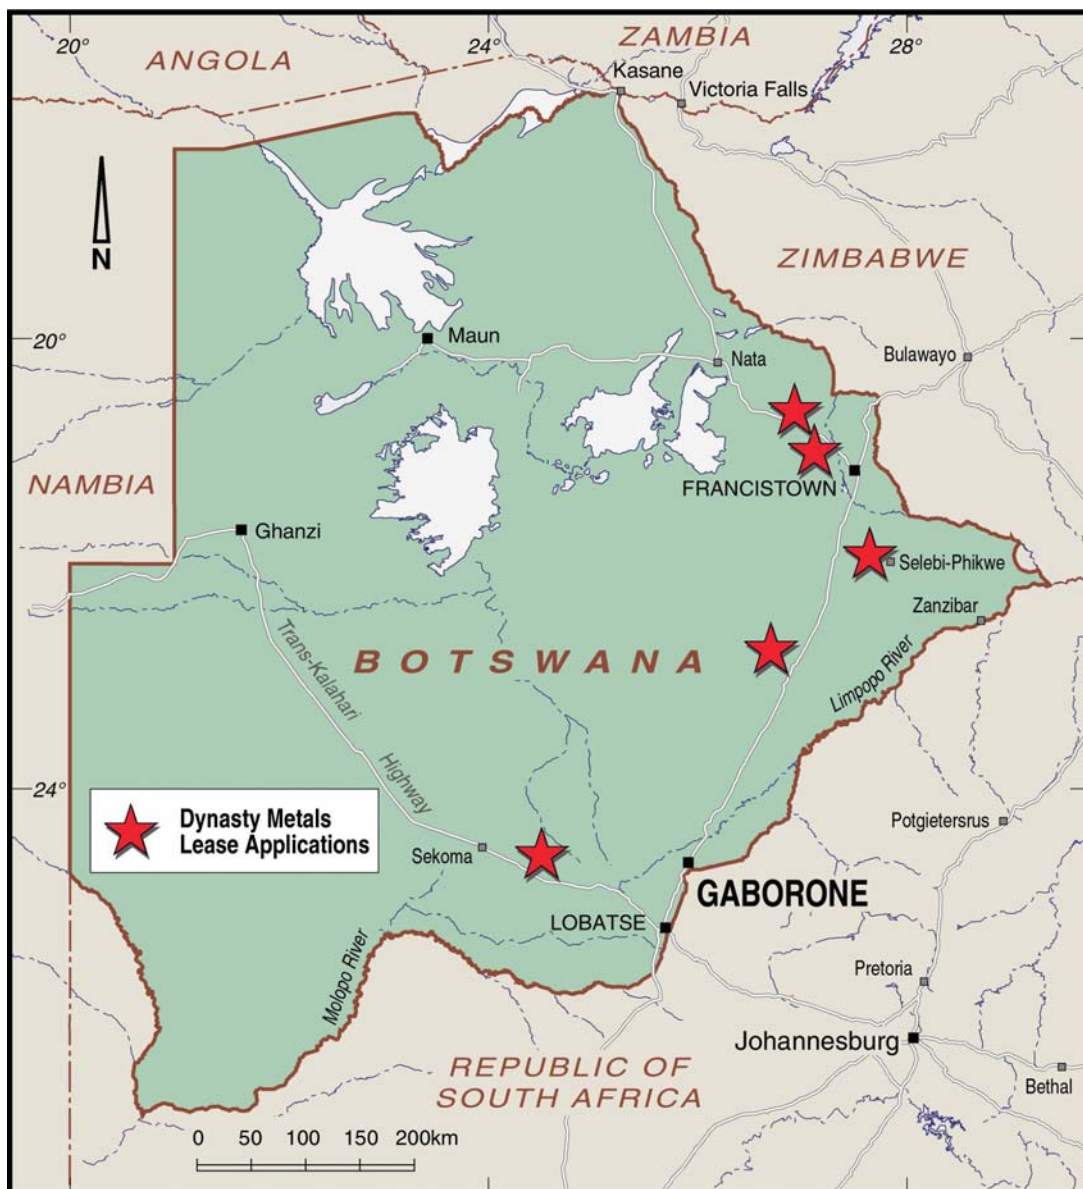 20°
24°
28°
ANGOLA
ZAMBIA
Kasane
Victoria Falls
N
ZIMBABWE
20°
Maun
Nata
Bulawayo
NAMBIA
FRANCISTOWN
Ghanzi
Selebi-Phikwe
Zanzibar
Trans-Kalahari
Highway
BOTSWANA
Limpopo River
24°
Dynasty Metals
Lease Applications
Potgietersrus
Sekoma
GABORONE
LOBATSE
Molopo River
Pretoria
Johannesburg
REPUBLIC OF
SOUTH AFRICA
Bethal
0 50 100 150 200km